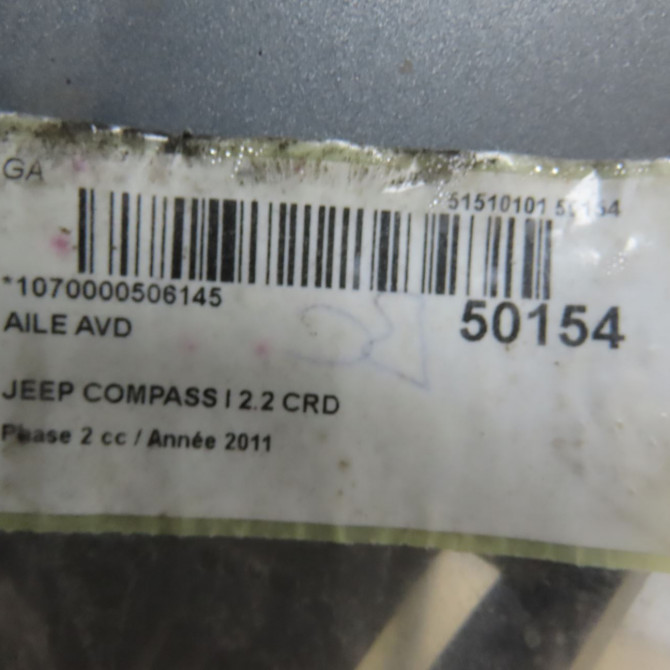 GA
51510101 50154
*1070000506145
50154
AILE AVD
JEEP COMPASS I 2.2 CRD
Phase 2 cc / Année 2011